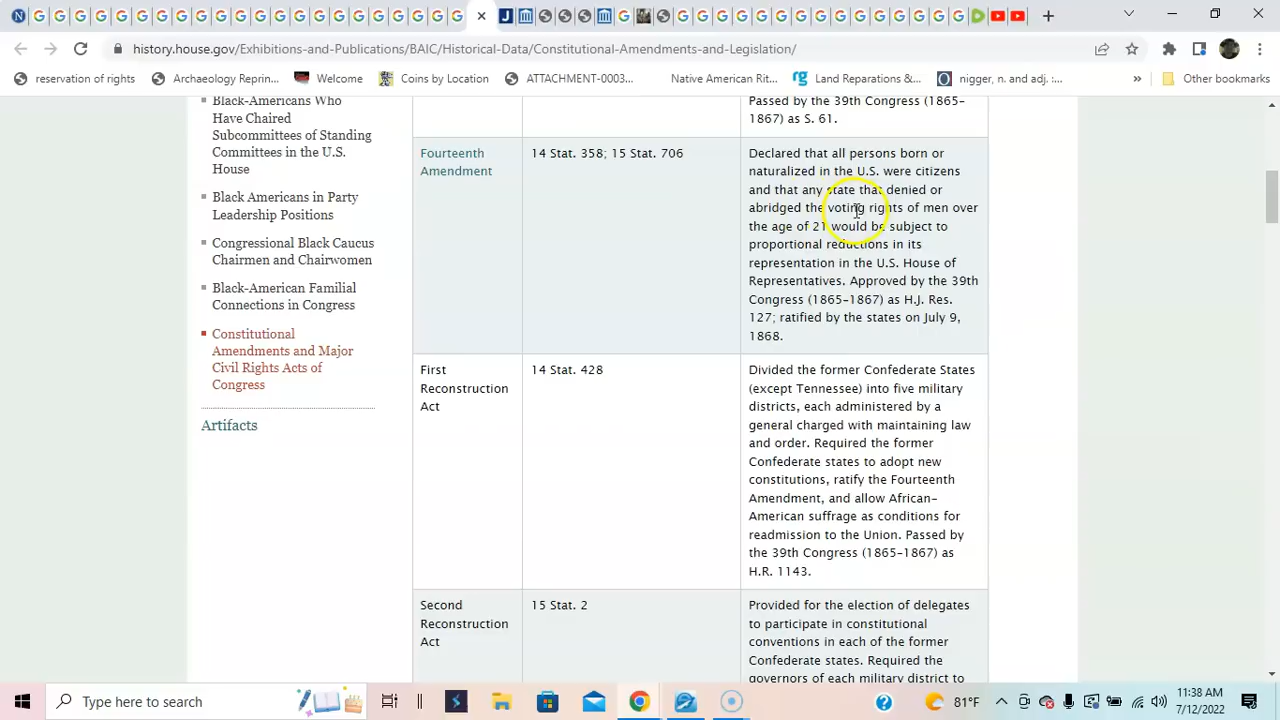 history.house.gov/Exhibitions-and-Publications/BAIC/Historical-Data/Constitutional-Amendments-and-Legislation/
reservation of rights
Archaeology Reprin...
Welcome
Coins by Location
ATTACHMENT-0003...
Native American Rit...
Land Reparations &...
nigger, n. and adj. :...
»
Other bookmarks
Black-Americans Who
Have Chaired
Subcommittees of Standing
Committees in the U.S.
House
Black Americans in Party
Leadership Positions
Congressional Black Caucus
Chairmen and Chairwomen
Black-American Familial
Connections in Congress
Constitutional
Amendments and Major
Civil Rights Acts of
Congress
Artifacts
Passed by the 39th Congress (1865–
1867) as S. 61.
Fourteenth
Amendment
14 Stat. 358; 15 Stat. 706
Declared that all persons born or
naturalized in the U.S. were citizens
and that any state that denied or
abridged the voting rights of men over
the age of 21 would be subject to
proportional reductions in its
representation in the U.S. House of
Representatives. Approved by the 39th
Congress (1865–1867) as H.J. Res.
127; ratified by the states on July 9,
1868.
First
Reconstruction
Act
14 Stat. 428
Divided the former Confederate States
(except Tennessee) into five military
districts, each administered by a
general charged with maintaining law
and order. Required the former
Confederate states to adopt new
constitutions, ratify the Fourteenth
Amendment, and allow African-
American suffrage as conditions for
readmission to the Union. Passed by
the 39th Congress (1865–1867) as
H.R. 1143.
Second
Reconstruction
Act
15 Stat. 2
Provided for the election of delegates
to participate in constitutional
conventions in each of the former
Confederate states. Required the
governors of each military district to
Type here to search
81°F
11:38 AM
7/12/2022